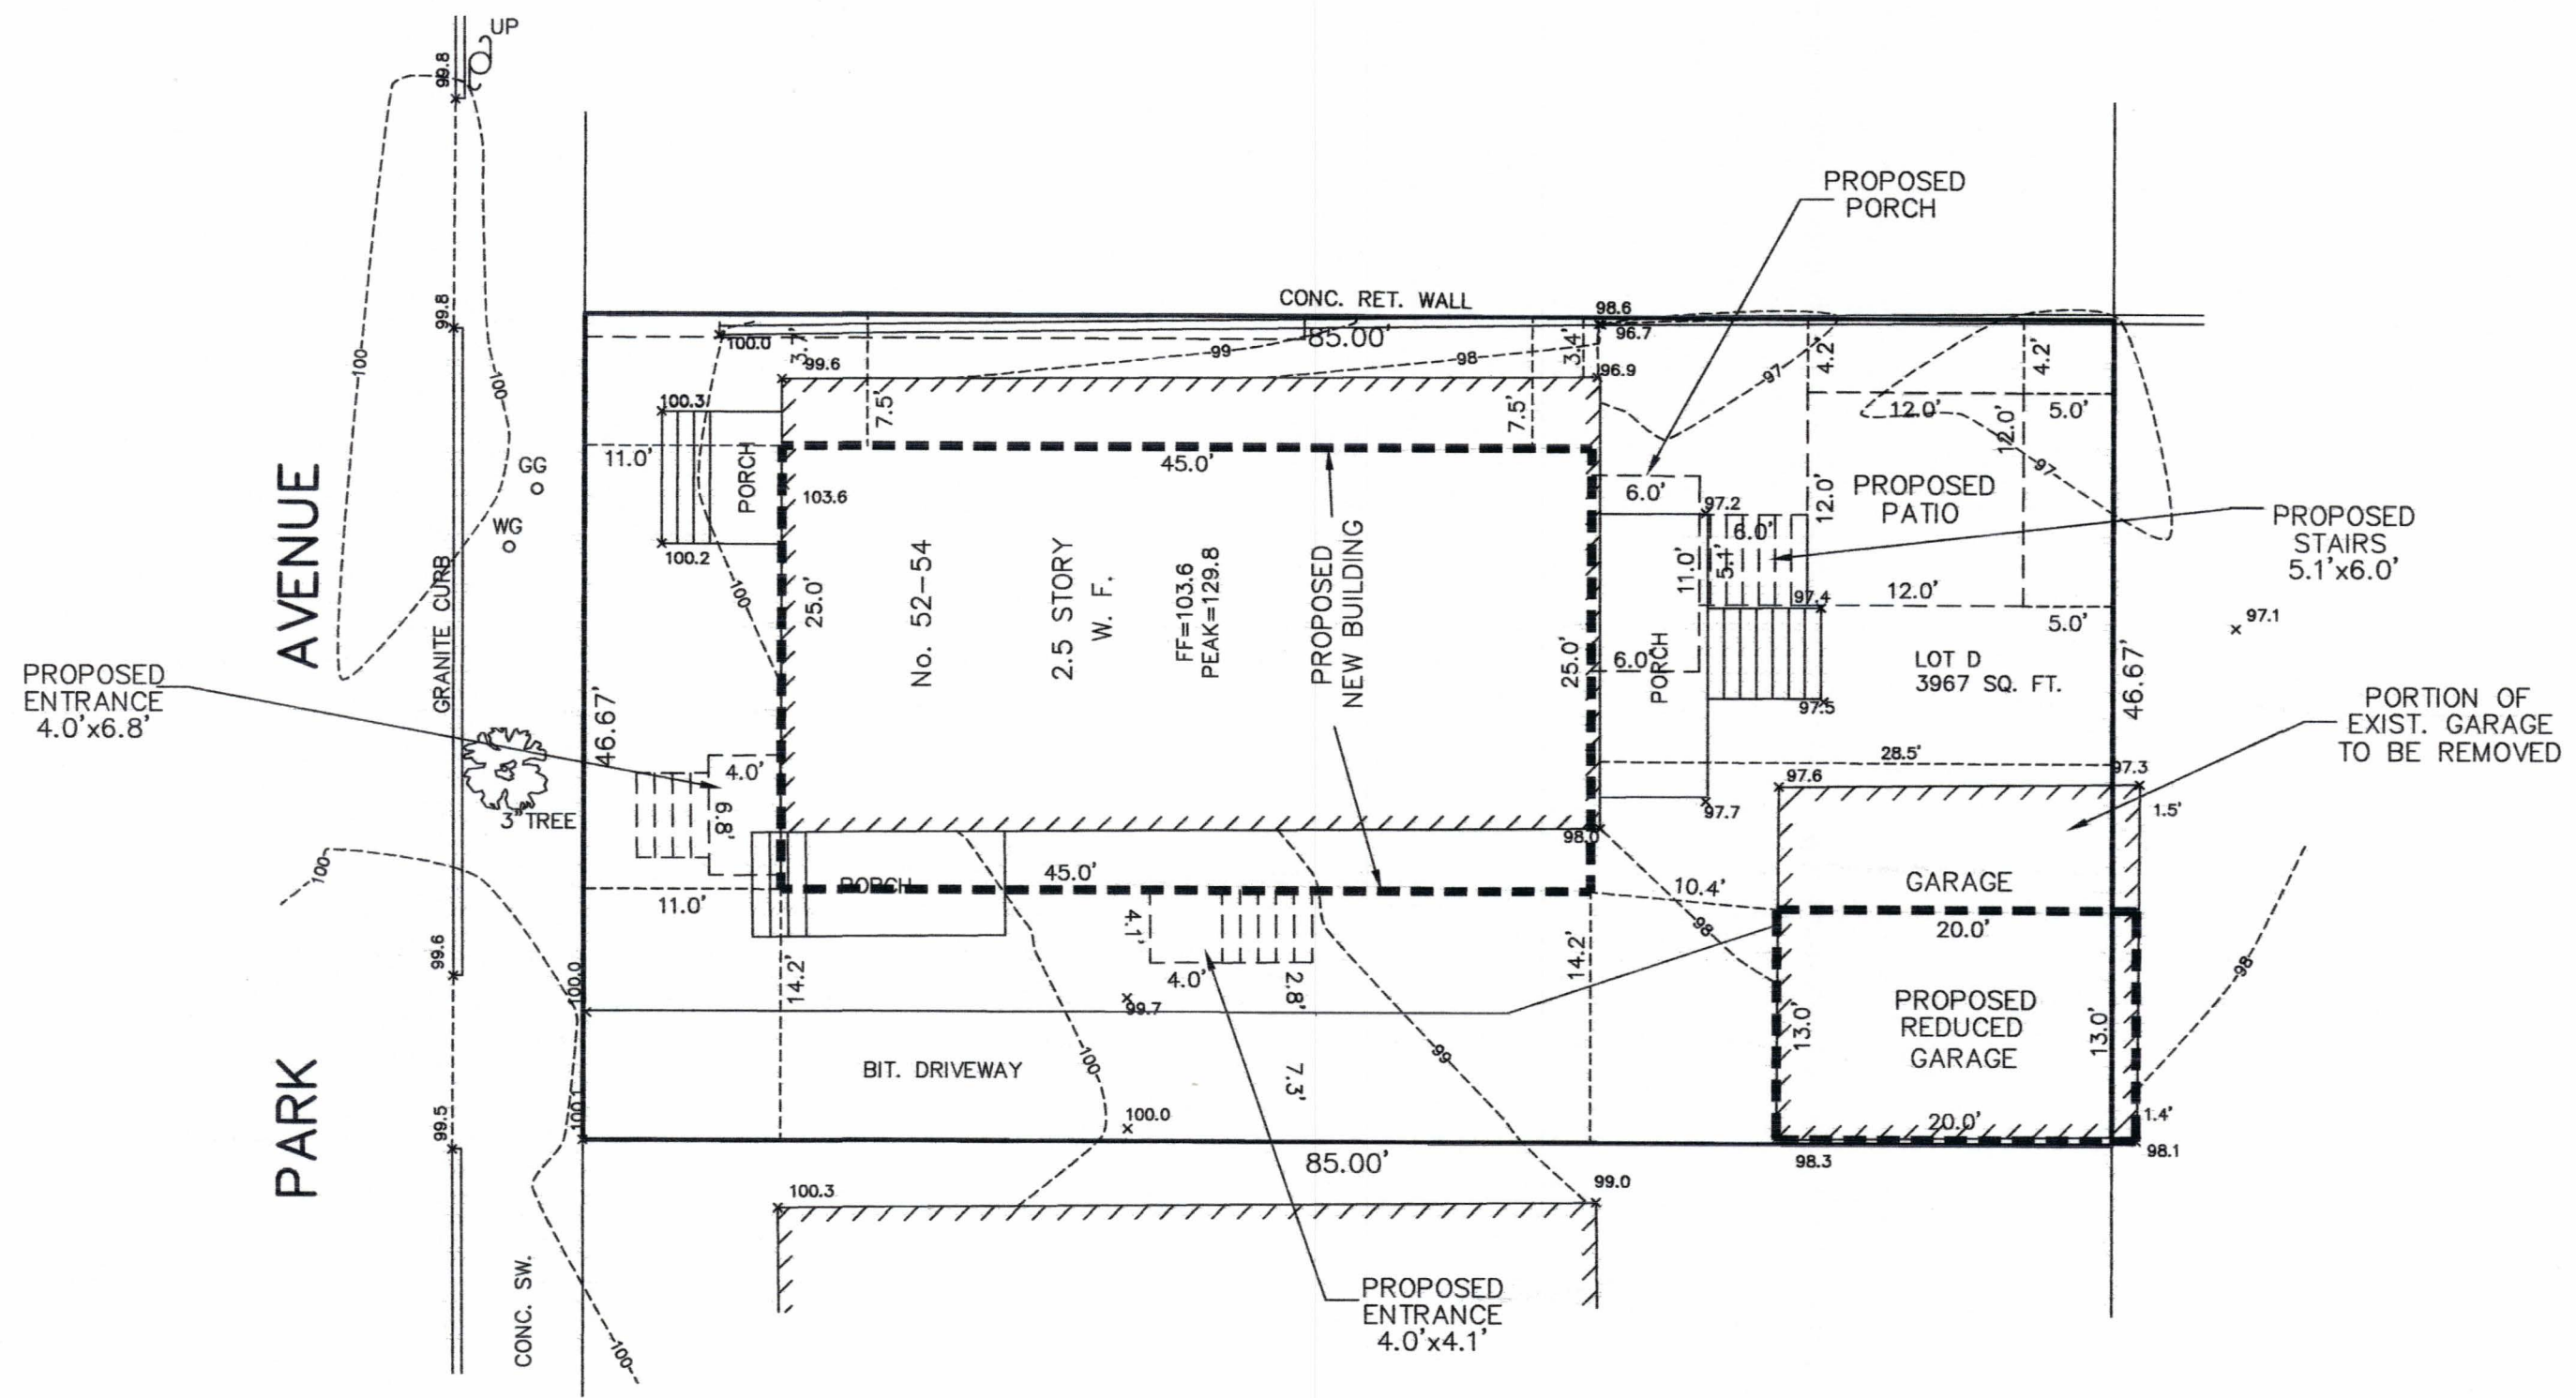 UP
99.8
100
99.8
100
GG
WG
GRANITE CURB
PARK AVENUE
PROPOSED
ENTRANCE
4.0'x6.8'
3"TREE
100
99.6
99.5
CONC. SW.
100
100.0
100.1
46.67'
CONC. RET. WALL
85.00'
98.6
96.7
100.0
3.7'
99.6
99
98
3.4'
96.9
7.5'
7.5'
100.3
100.2
PORCH
11.0'
100
103.6
45.0'
25.0'
No. 52-54
2.5 STORY
W. F.
FF=103.6
PEAK=129.8
PROPOSED
NEW BUILDING
25.0'
PROPOSED
PORCH
97
4.2'
4.2'
12.0'
5.0'
12.0'
12.0'
97
PROPOSED
PATIO
6.0'
97.2
6.0'
5.1'
11.0'
97.4
12.0'
5.0'
PROPOSED
STAIRS
5.1'x6.0'
97.1
6.0'
PORCH
97.5
LOT D
3967 SQ. FT.
46.67'
PORTION OF
EXIST. GARAGE
TO BE REMOVED
28.5'
97.6
97.3
1.5'
97.7
98.0
4.0'
6.8'
PORCH
45.0'
11.0'
10.4'
98
GARAGE
20.0'
PROPOSED
REDUCED
GARAGE
13.0'
13.0'
20.0'
1.4'
98.1
98.3
98
14.2'
14.2'
4.1'
4.0'
2.8'
99.7
BIT. DRIVEWAY
100
7.3'
99
100.0
85.00'
100.3
99.0
PROPOSED
ENTRANCE
4.0'x4.1'